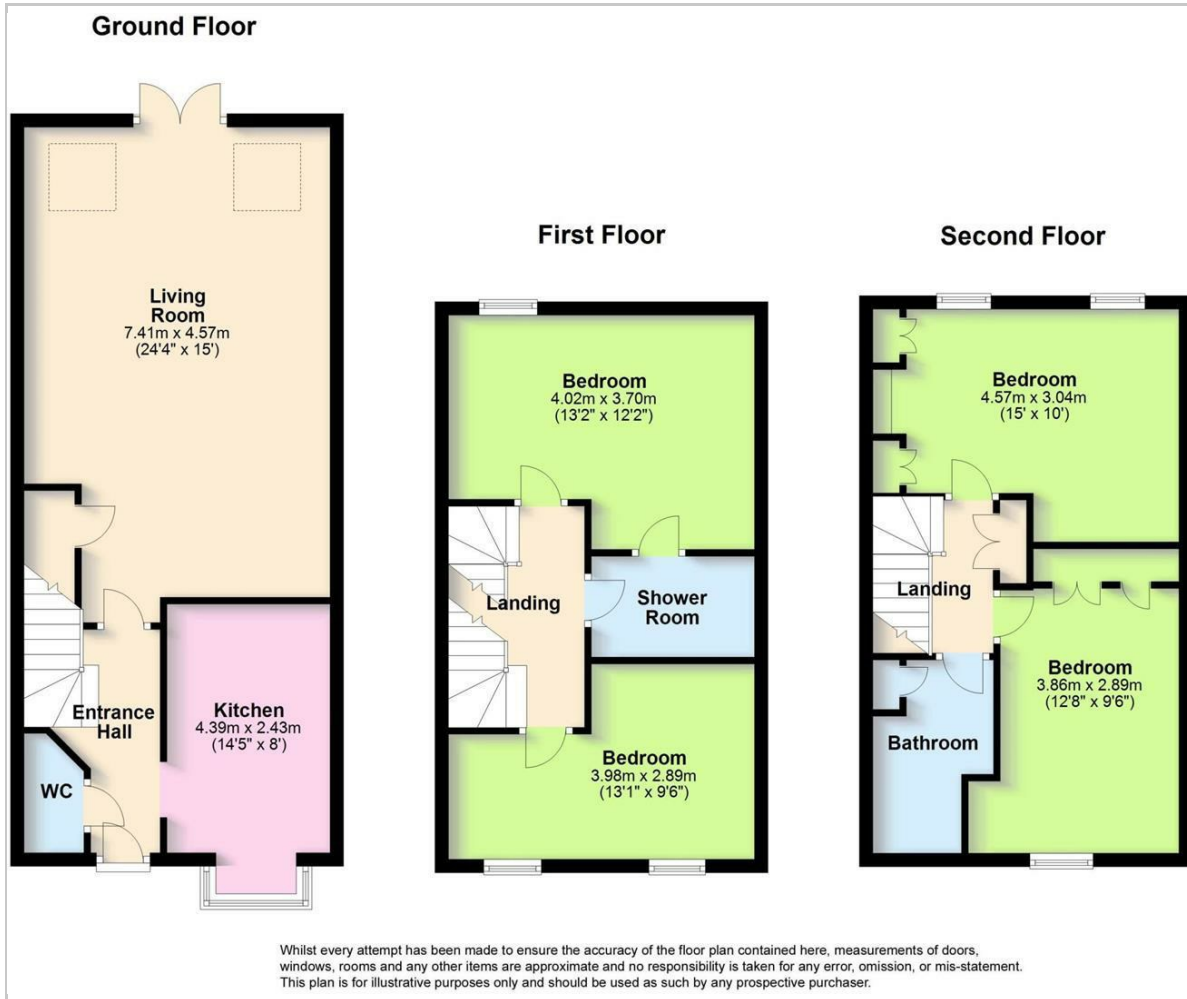 Ground Floor
Living
Room
7.41m x 4.57m
(24'4" x 15')
Entrance
Hall
Kitchen
4.39m x 2.43m
(14'5" x 8')
WC
First Floor
Bedroom
4.02m x 3.70m
(13'2" x 12'2")
Landing
Shower
Room
Bedroom
3.98m x 2.89m
(13'1" x 9'6")
Second Floor
Bedroom
4.57m x 3.04m
(15' x 10')
Landing
Bedroom
3.86m x 2.89m
(12'8" x 9'6")
Bathroom
Whilst every attempt has been made to ensure the accuracy of the floor plan contained here, measurements of doors,
windows, rooms and any other items are approximate and no responsibility is taken for any error, omission, or mis-statement.
This plan is for illustrative purposes only and should be used as such by any prospective purchaser.